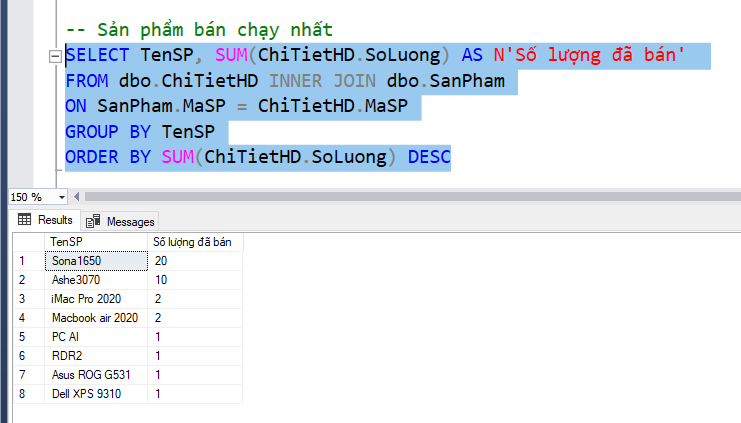 -- Sản phẩm bán chạy nhất
SELECT TenSP, SUM(ChiTietHD.SoLuong) AS N'Số lượng đã bán'
FROM dbo.ChiTietHD INNER JOIN dbo.SanPham
ON SanPham.MaSP = ChiTietHD.MaSP
GROUP BY TenSP
ORDER BY SUM(ChiTietHD.SoLuong) DESC
150 %
Results Messages
TenSP Số lượng đã bán
1 Sona1650 20
2 Ashe3070 10
3 iMac Pro 2020 2
4 Macbook air 2020 2
5 PC AI 1
6 RDR2 1
7 Asus ROG G531 1
8 Dell XPS 9310 1